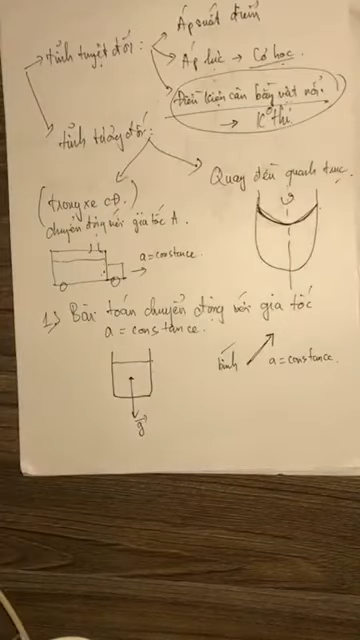 Áp suất điểm
tĩnh tuyệt đối :
Áp lực → Cơ học.
Điều kiện cân bằng vật nổi.
→ K° thi
tĩnh tương đối :
Quay đều quanh trục.
(trong xe CĐ.)
chuyển động với gia tốc A.
a = constance.
1.) Bài toán chuyển động với gia tốc
a = constance.
bình
a = constance.
g